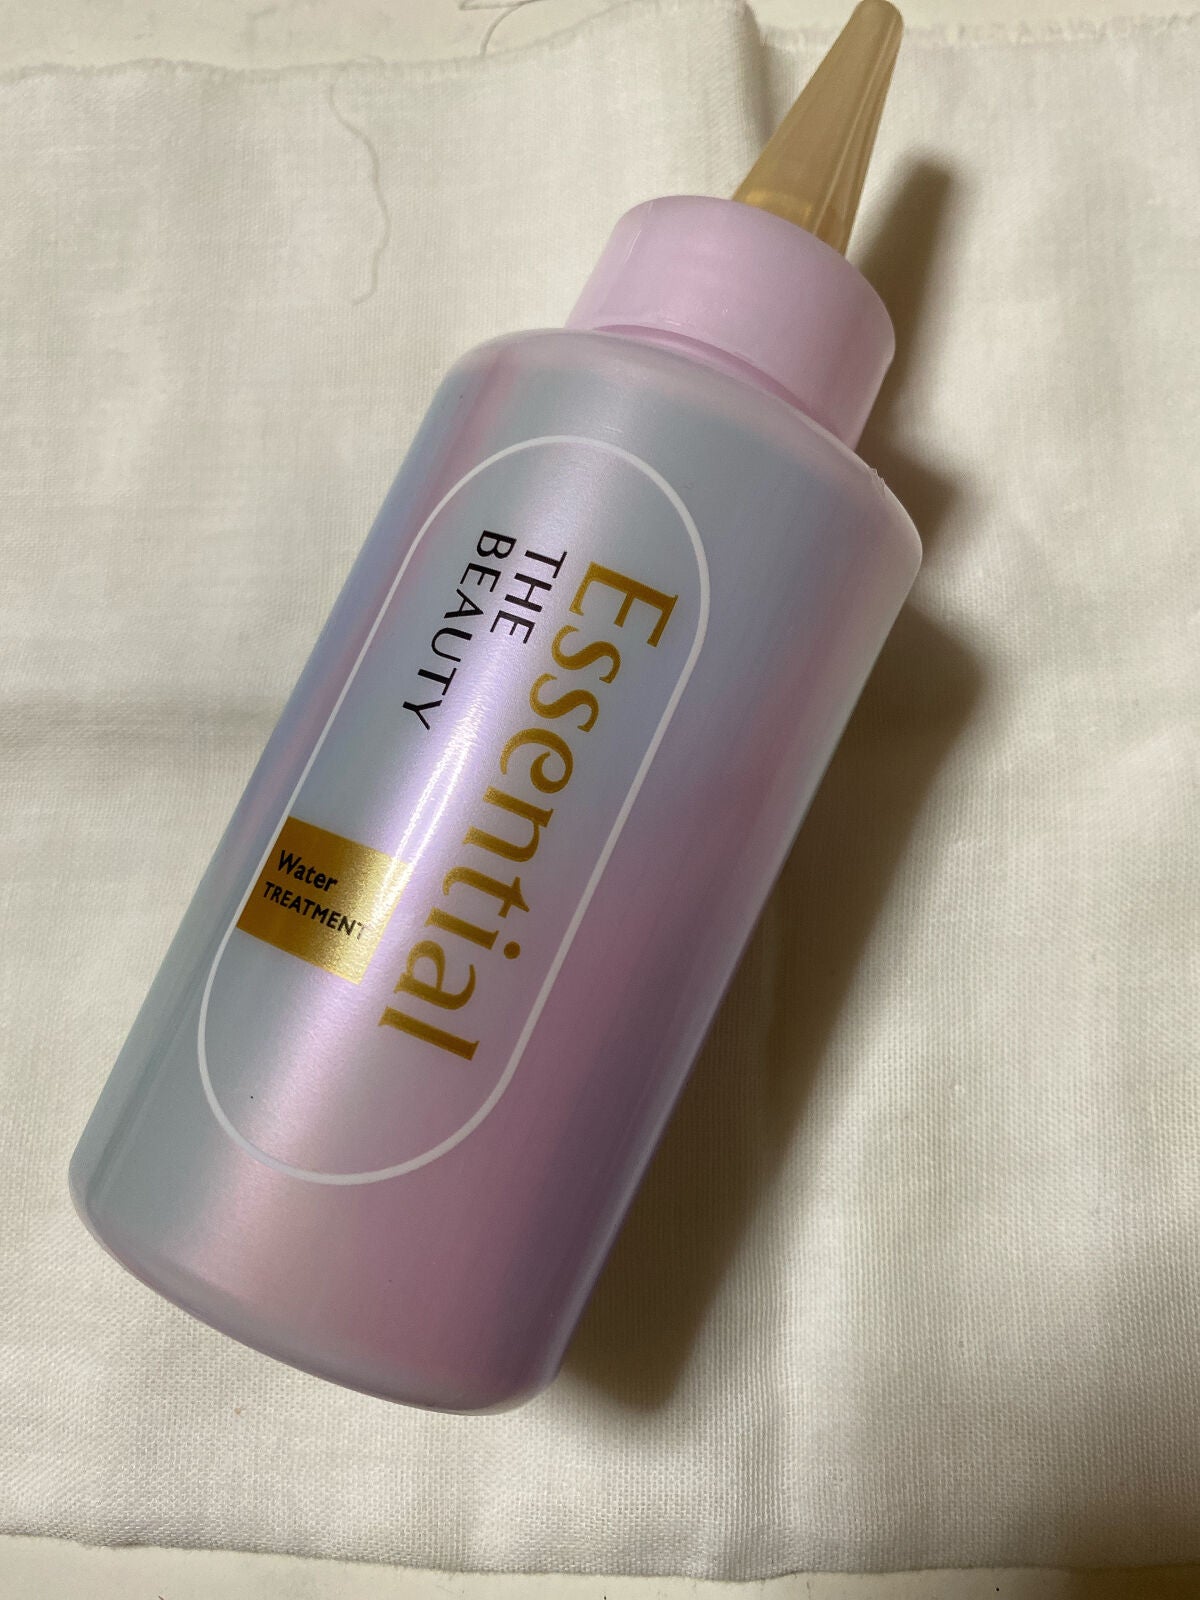 Essential
THE
BEAUTY
Water
TREATMENT